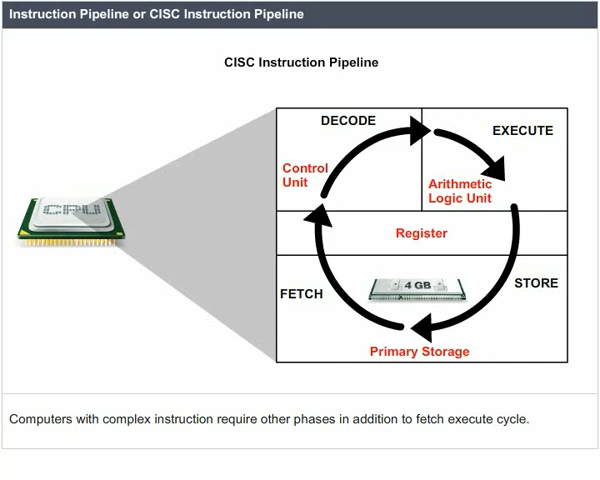 Instruction Pipeline or CISC Instruction Pipeline
CISC Instruction Pipeline
DECODE
EXECUTE
Control
Unit
Arithmetic
Logic Unit
CPU
Register
FETCH
4 GB
STORE
Primary Storage
Computers with complex instruction require other phases in addition to fetch execute cycle.